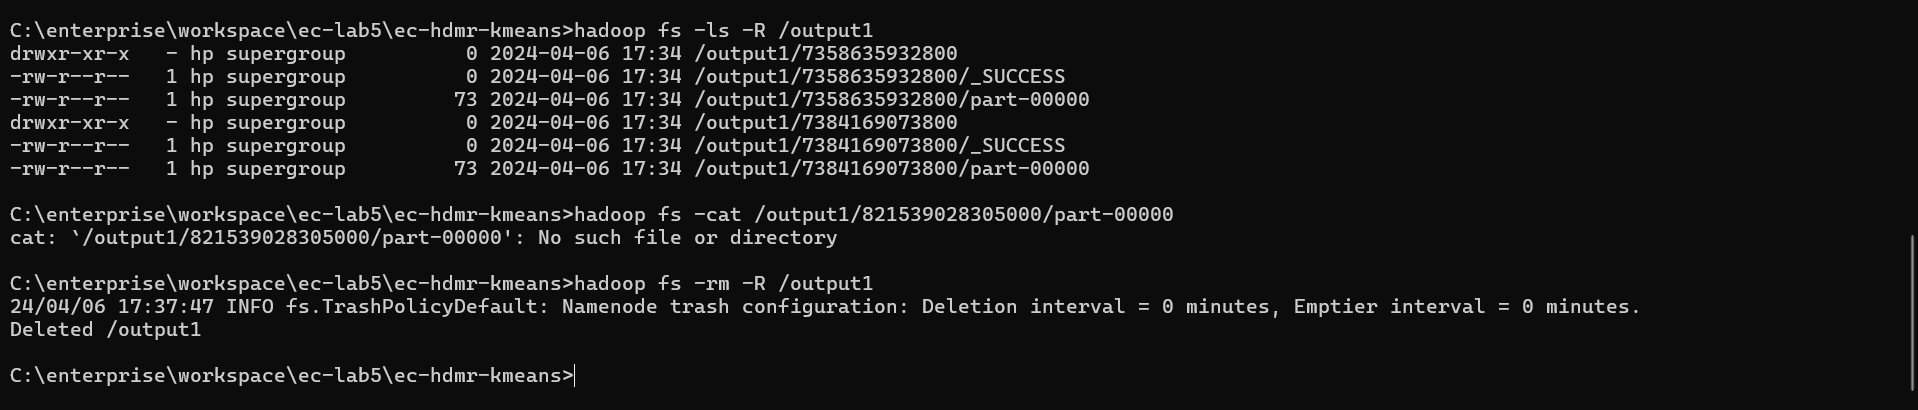 C:\enterprise\workspace\ec-lab5\ec-hdmr-kmeans>hadoop fs -ls -R /output1
drwxr-xr-x   - hp supergroup          0 2024-04-06 17:34 /output1/7358635932800
-rw-r--r--   1 hp supergroup          0 2024-04-06 17:34 /output1/7358635932800/_SUCCESS
-rw-r--r--   1 hp supergroup         73 2024-04-06 17:34 /output1/7358635932800/part-00000
drwxr-xr-x   - hp supergroup          0 2024-04-06 17:34 /output1/7384169073800
-rw-r--r--   1 hp supergroup          0 2024-04-06 17:34 /output1/7384169073800/_SUCCESS
-rw-r--r--   1 hp supergroup         73 2024-04-06 17:34 /output1/7384169073800/part-00000
C:\enterprise\workspace\ec-lab5\ec-hdmr-kmeans>hadoop fs -cat /output1/821539028305000/part-00000
cat: `/output1/821539028305000/part-00000': No such file or directory
C:\enterprise\workspace\ec-lab5\ec-hdmr-kmeans>hadoop fs -rm -R /output1
24/04/06 17:37:47 INFO fs.TrashPolicyDefault: Namenode trash configuration: Deletion interval = 0 minutes, Emptier interval = 0 minutes.
Deleted /output1
C:\enterprise\workspace\ec-lab5\ec-hdmr-kmeans>